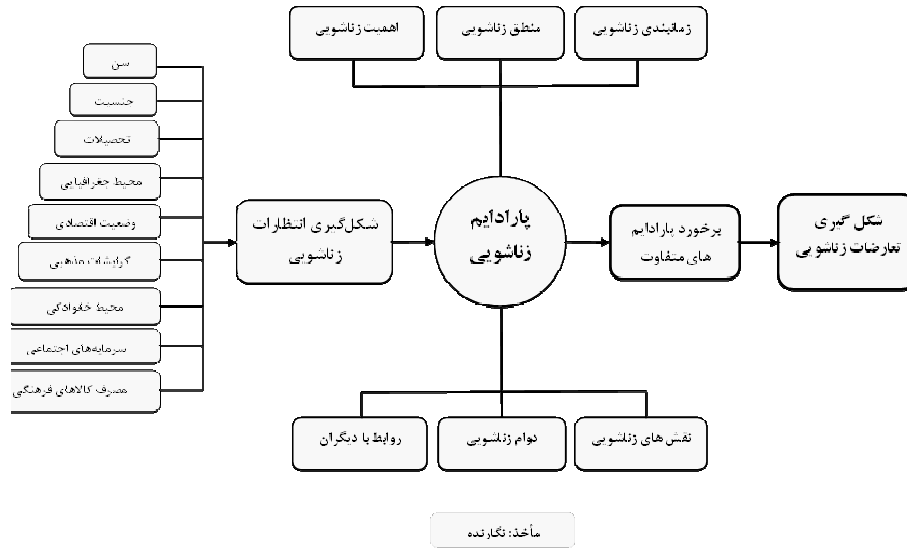 زمانبندی زناشویی
منطق زناشویی
اهمیت زناشویی
سن
جنسیت
تحصیلات
محیط جغرافیایی
وضعیت اقتصادی
گرایشات مذهبی
محیط خانوادگی
سرمایه‌های اجتماعی
مصرف کالاهای فرهنگی
شکل‌گیری انتظارات
زناشویی
پارادایم
زناشویی
برخورد پارادایم
های متفاوت
شکل گیری
تعارضات زناشویی
نقش های زناشویی
دوام زناشویی
روابط با دیگران
مأخذ: نگارنده